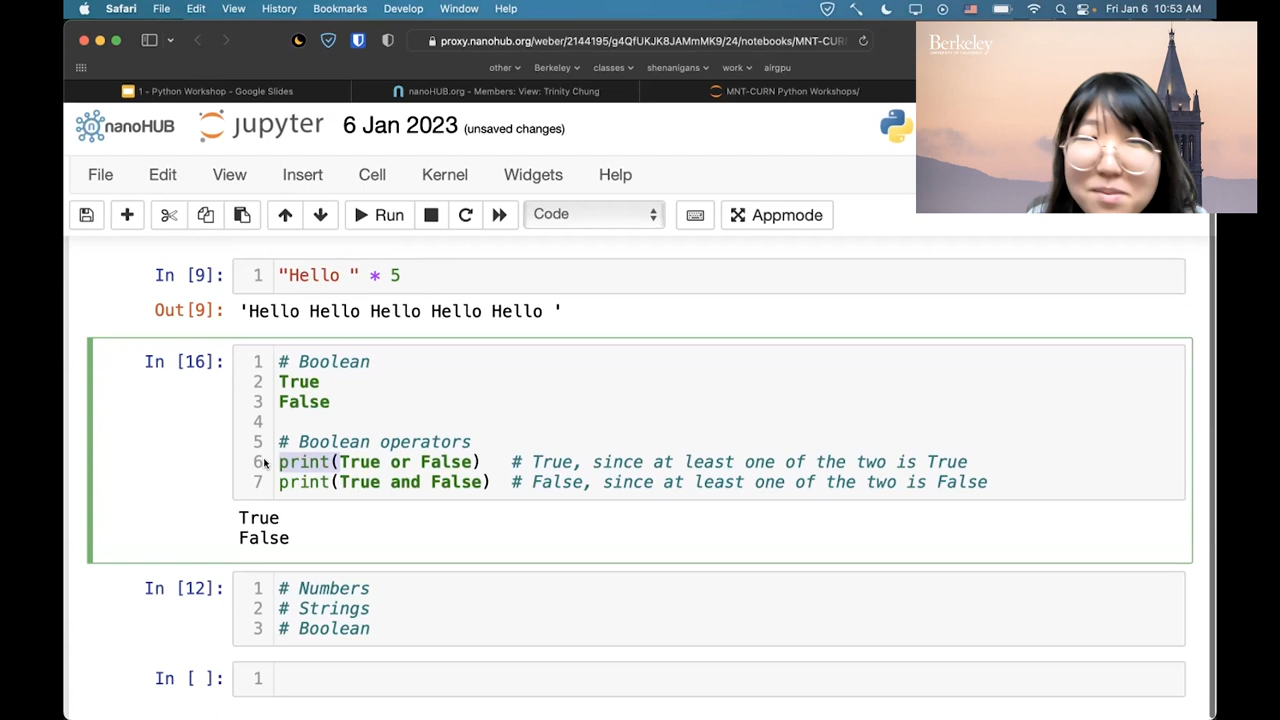 Safari File Edit View History Bookmarks Develop Window Help Fri Jan 6 10:53 AM
proxy.nanohub.org/weber/2144195/g4QfUKJK8JAMmMK9/24/notebooks/MNT-CURN
other Berkeley classes shenanigans work airgpu
1 - Python Workshop - Google Slides nanoHUB.org - Members: View: Trinity Chung MNT-CURN Python Workshops/
Berkeley
nanoHUB jupyter 6 Jan 2023 (unsaved changes)
File Edit View Insert Cell Kernel Widgets Help
Run Code Appmode
In [9]: 1 "Hello " * 5
Out[9]: 'Hello Hello Hello Hello Hello '
In [16]: 1 # Boolean
2 True
3 False
4
5 # Boolean operators
6 print(True or False) # True, since at least one of the two is True
7 print(True and False) # False, since at least one of the two is False
True
False
In [12]: 1 # Numbers
2 # Strings
3 # Boolean
In [ ]: 1